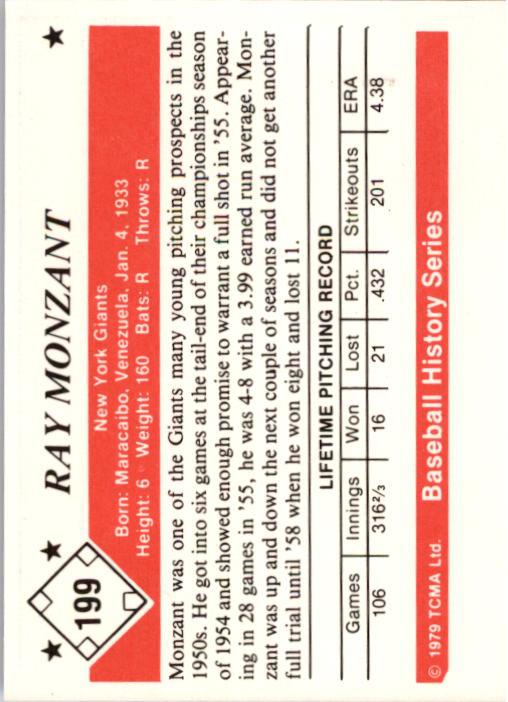 199
RAY MONZANT
New York Giants
Born: Maracaibo, Venezuela, Jan. 4, 1933
Height: 6 Weight: 160 Bats: R Throws: R
Monzant was one of the Giants many young pitching prospects in the
1950s. He got into six games at the tail-end of their championships season
of 1954 and showed enough promise to warrant a full shot in '55. Appear-
ing in 28 games in '55, he was 4-8 with a 3.99 earned run average. Mon-
zant was up and down the next couple of seasons and did not get another
full trial until '58 when he won eight and lost 11.
LIFETIME PITCHING RECORD
Games Innings Won Lost Pct. Strikeouts ERA
106 316⅔ 16 21 .432 201 4.38
© 1979 TCMA Ltd. Baseball History Series